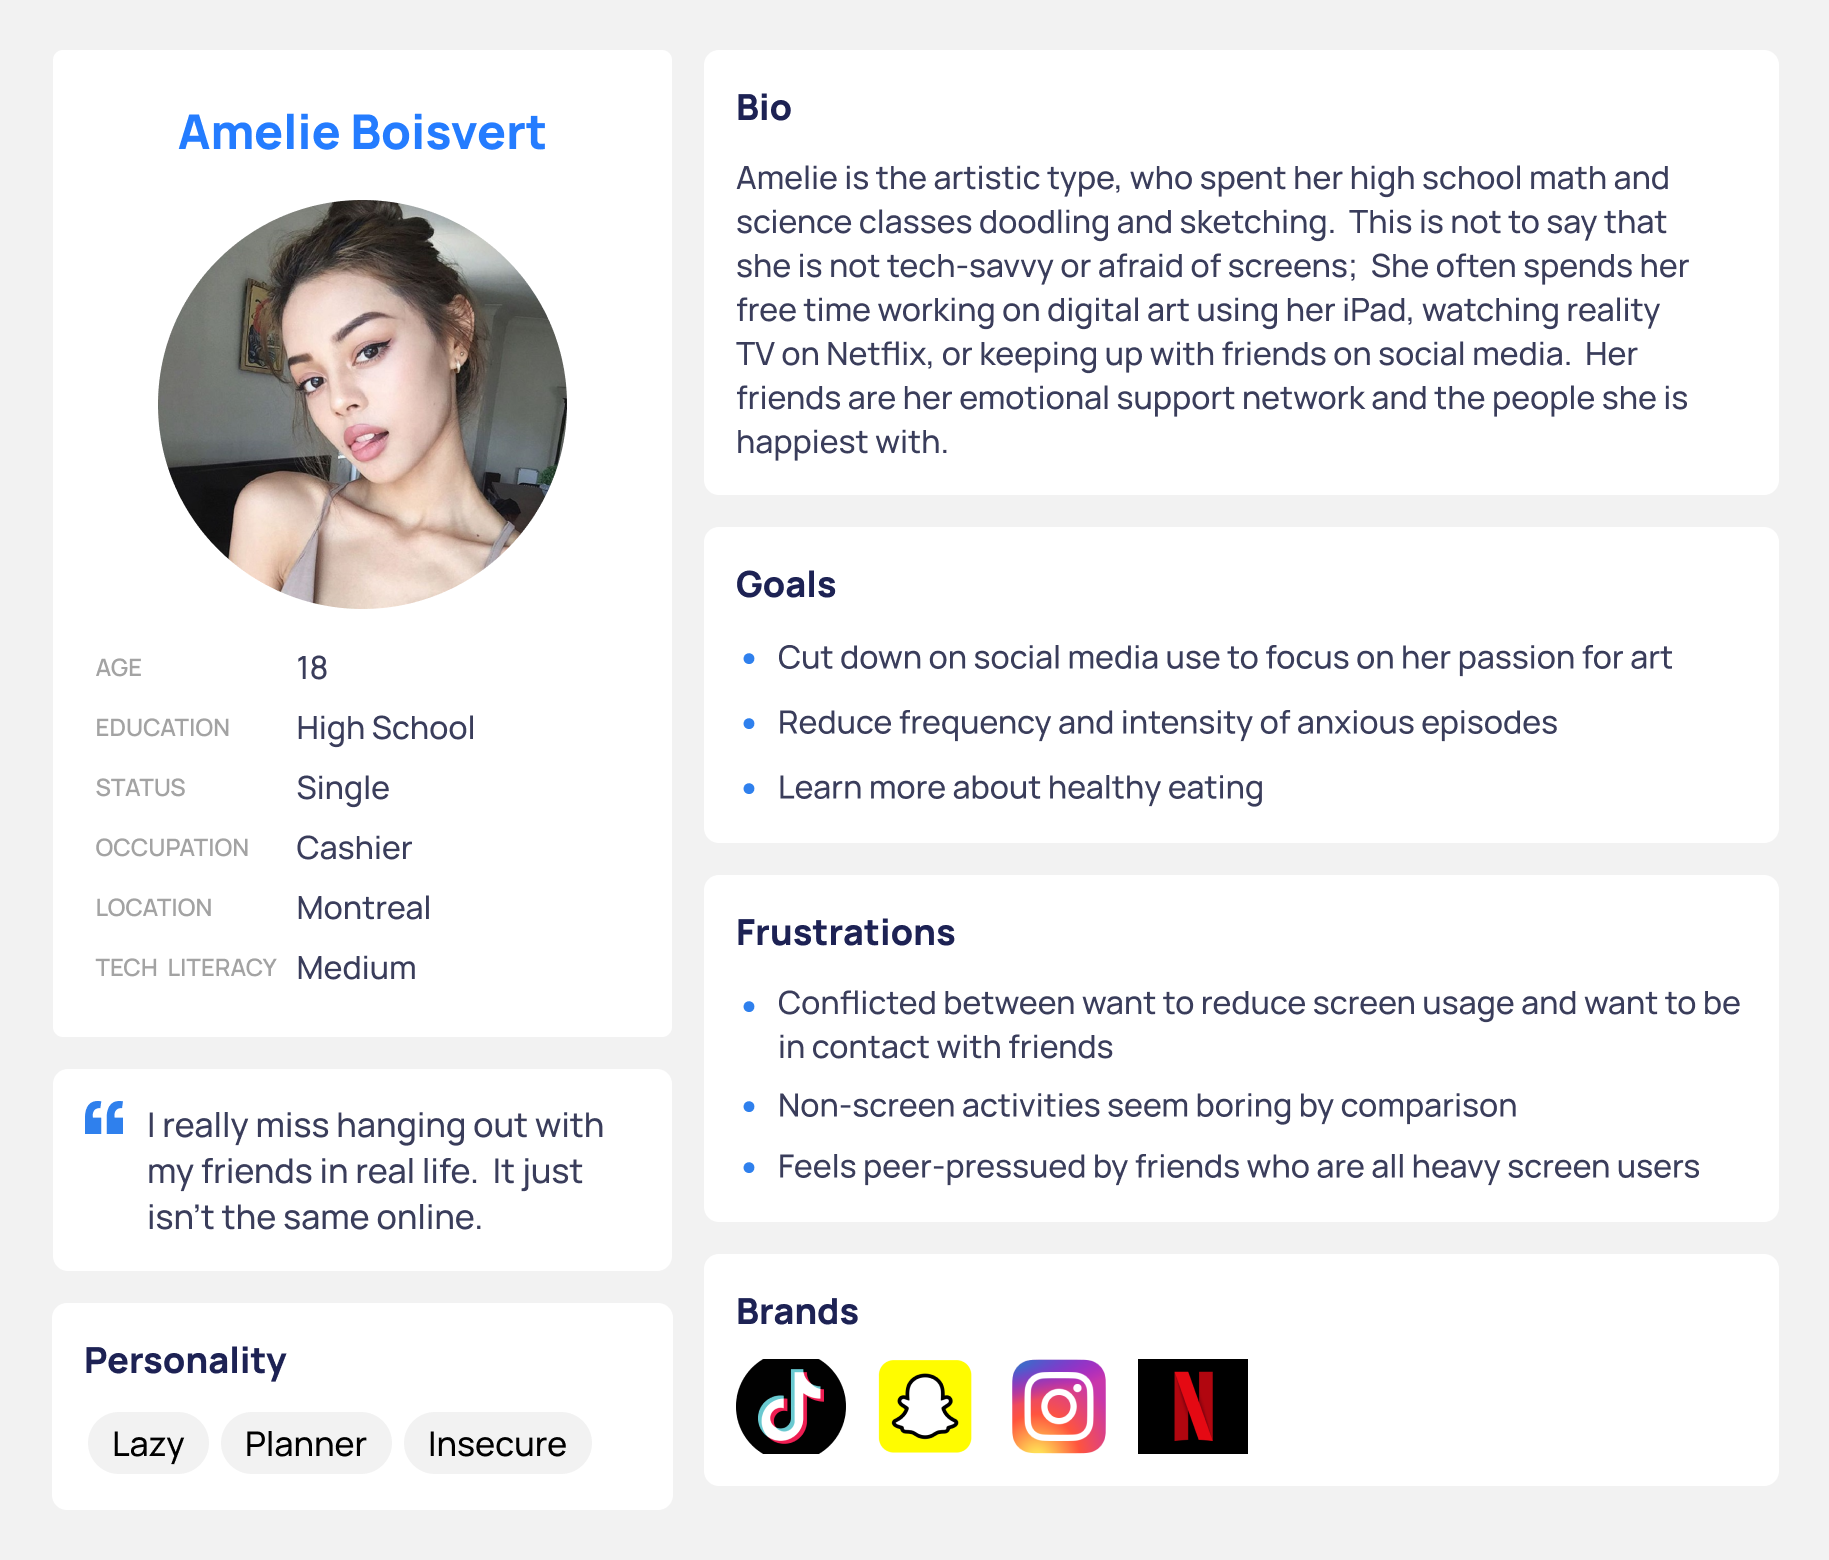 Amelie Boisvert
AGE 18
EDUCATION High School
STATUS Single
OCCUPATION Cashier
LOCATION Montreal
TECH LITERACY Medium
“ I really miss hanging out with
my friends in real life. It just
isn’t the same online.
Personality
Lazy Planner Insecure
Bio
Amelie is the artistic type, who spent her high school math and
science classes doodling and sketching. This is not to say that
she is not tech-savvy or afraid of screens; She often spends her
free time working on digital art using her iPad, watching reality
TV on Netflix, or keeping up with friends on social media. Her
friends are her emotional support network and the people she is
happiest with.
Goals
• Cut down on social media use to focus on her passion for art
• Reduce frequency and intensity of anxious episodes
• Learn more about healthy eating
Frustrations
• Conflicted between want to reduce screen usage and want to be
in contact with friends
• Non-screen activities seem boring by comparison
• Feels peer-pressued by friends who are all heavy screen users
Brands
N